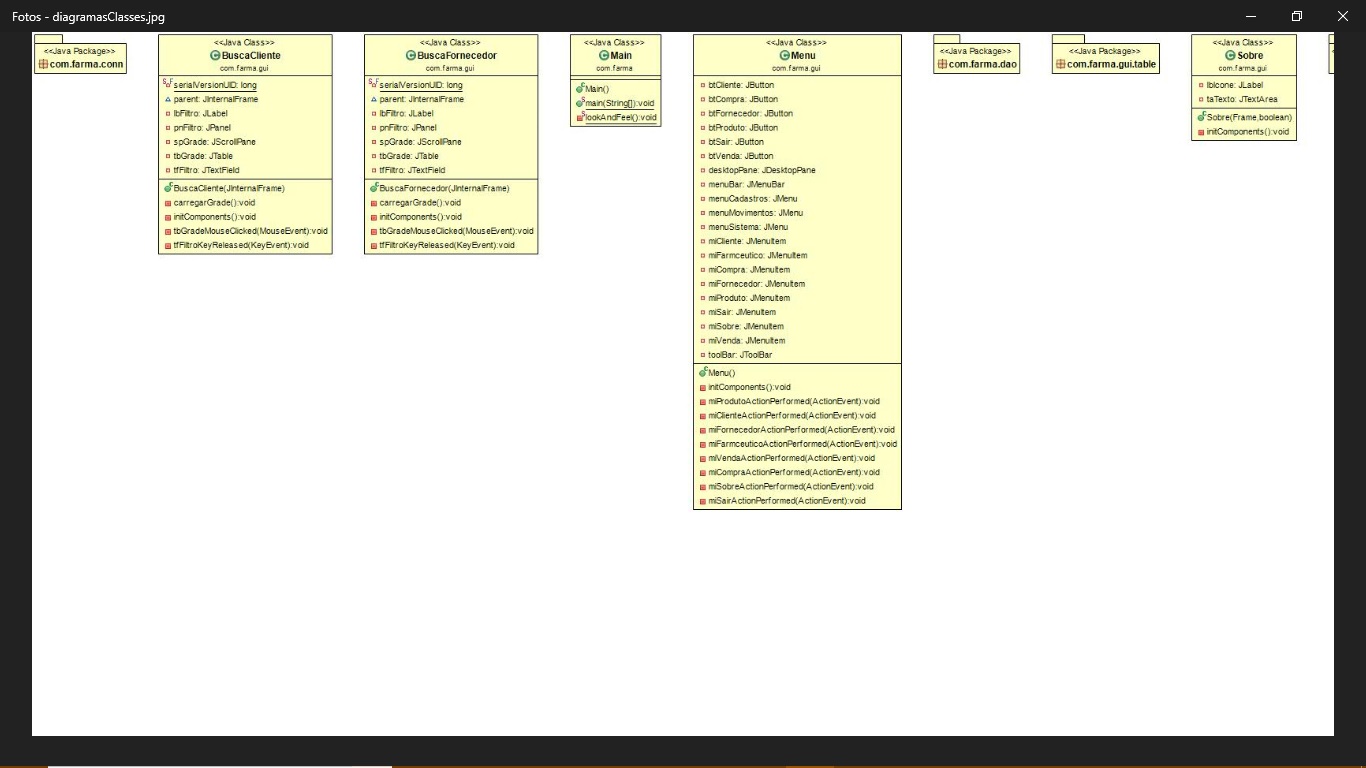 Fotos - diagramasClasses.jpg
<<Java Package>>
com.farma.conn
<<Java Class>>
BuscaCliente
com.farma.gui
serialVersionUID: long
parent: JInternalFrame
lbFiltro: JLabel
pnFiltro: JPanel
spGrade: JScrollPane
tbGrade: JTable
tfFiltro: JTextField
BuscaCliente(JInternalFrame)
carregarGrade():void
initComponents():void
tbGradeMouseClicked(MouseEvent):void
tfFiltroKeyReleased(KeyEvent):void
<<Java Class>>
BuscaFornecedor
com.farma.gui
serialVersionUID: long
parent: JInternalFrame
lbFiltro: JLabel
pnFiltro: JPanel
spGrade: JScrollPane
tbGrade: JTable
tfFiltro: JTextField
BuscaFornecedor(JInternalFrame)
carregarGrade():void
initComponents():void
tbGradeMouseClicked(MouseEvent):void
tfFiltroKeyReleased(KeyEvent):void
<<Java Class>>
Main
com.farma
Main()
main(String[]):void
lookAndFeel():void
<<Java Class>>
Menu
com.farma.gui
btCliente: JButton
btCompra: JButton
btFornecedor: JButton
btProduto: JButton
btSair: JButton
btVenda: JButton
desktopPane: JDesktopPane
menuBar: JMenuBar
menuCadastros: JMenu
menuMovimentos: JMenu
menuSistema: JMenu
miCliente: JMenuItem
miFarmceutico: JMenuItem
miCompra: JMenuItem
miFornecedor: JMenuItem
miProduto: JMenuItem
miSair: JMenuItem
miSobre: JMenuItem
miVenda: JMenuItem
toolBar: JToolBar
Menu()
initComponents():void
miProdutoActionPerformed(ActionEvent):void
miClienteActionPerformed(ActionEvent):void
miFornecedorActionPerformed(ActionEvent):void
miFarmceuticoActionPerformed(ActionEvent):void
miVendaActionPerformed(ActionEvent):void
miCompraActionPerformed(ActionEvent):void
miSobreActionPerformed(ActionEvent):void
miSairActionPerformed(ActionEvent):void
<<Java Package>>
com.farma.dao
<<Java Package>>
com.farma.gui.table
<<Java Class>>
Sobre
com.farma.gui
lbIcone: JLabel
taTexto: JTextArea
Sobre(Frame,boolean)
initComponents():void